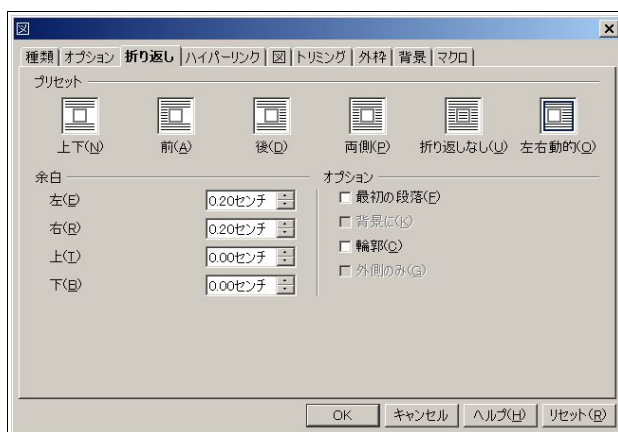 図
種類 オプション 折り返し ハイパーリンク 図 トリミング 外枠 背景 マクロ
プリセット
上下(N) 前(A) 後(D) 両側(P) 折り返しなし(U) 左右動的(O)
余白
左(E) 0.20センチ
右(R) 0.20センチ
上(T) 0.00センチ
下(B) 0.00センチ
オプション
最初の段落(F)
背景に(K)
輪郭(C)
外側のみ(G)
OK キャンセル ヘルプ(H) リセット(R)